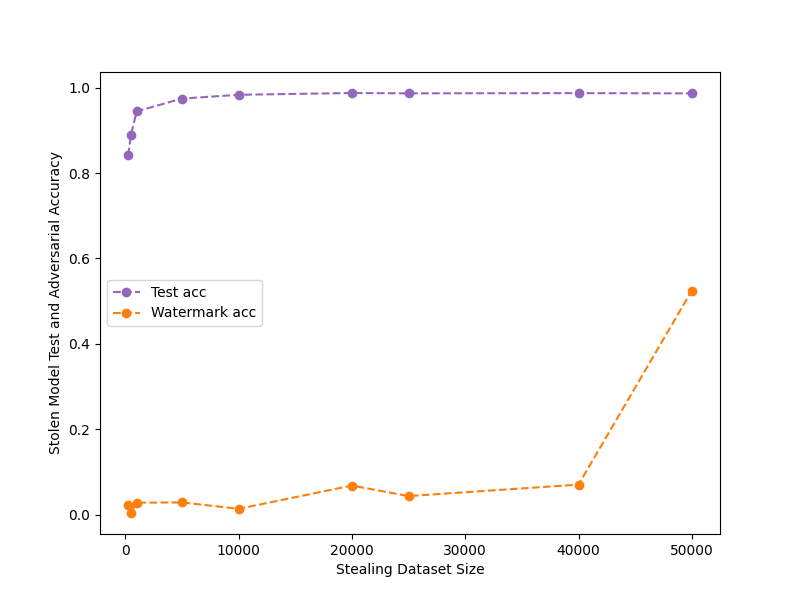 1.0
0.8
0.6
0.4
0.2
0.0
Stolen Model Test and Adversarial Accuracy
Test acc
Watermark acc
0 10000 20000 30000 40000 50000
Stealing Dataset Size